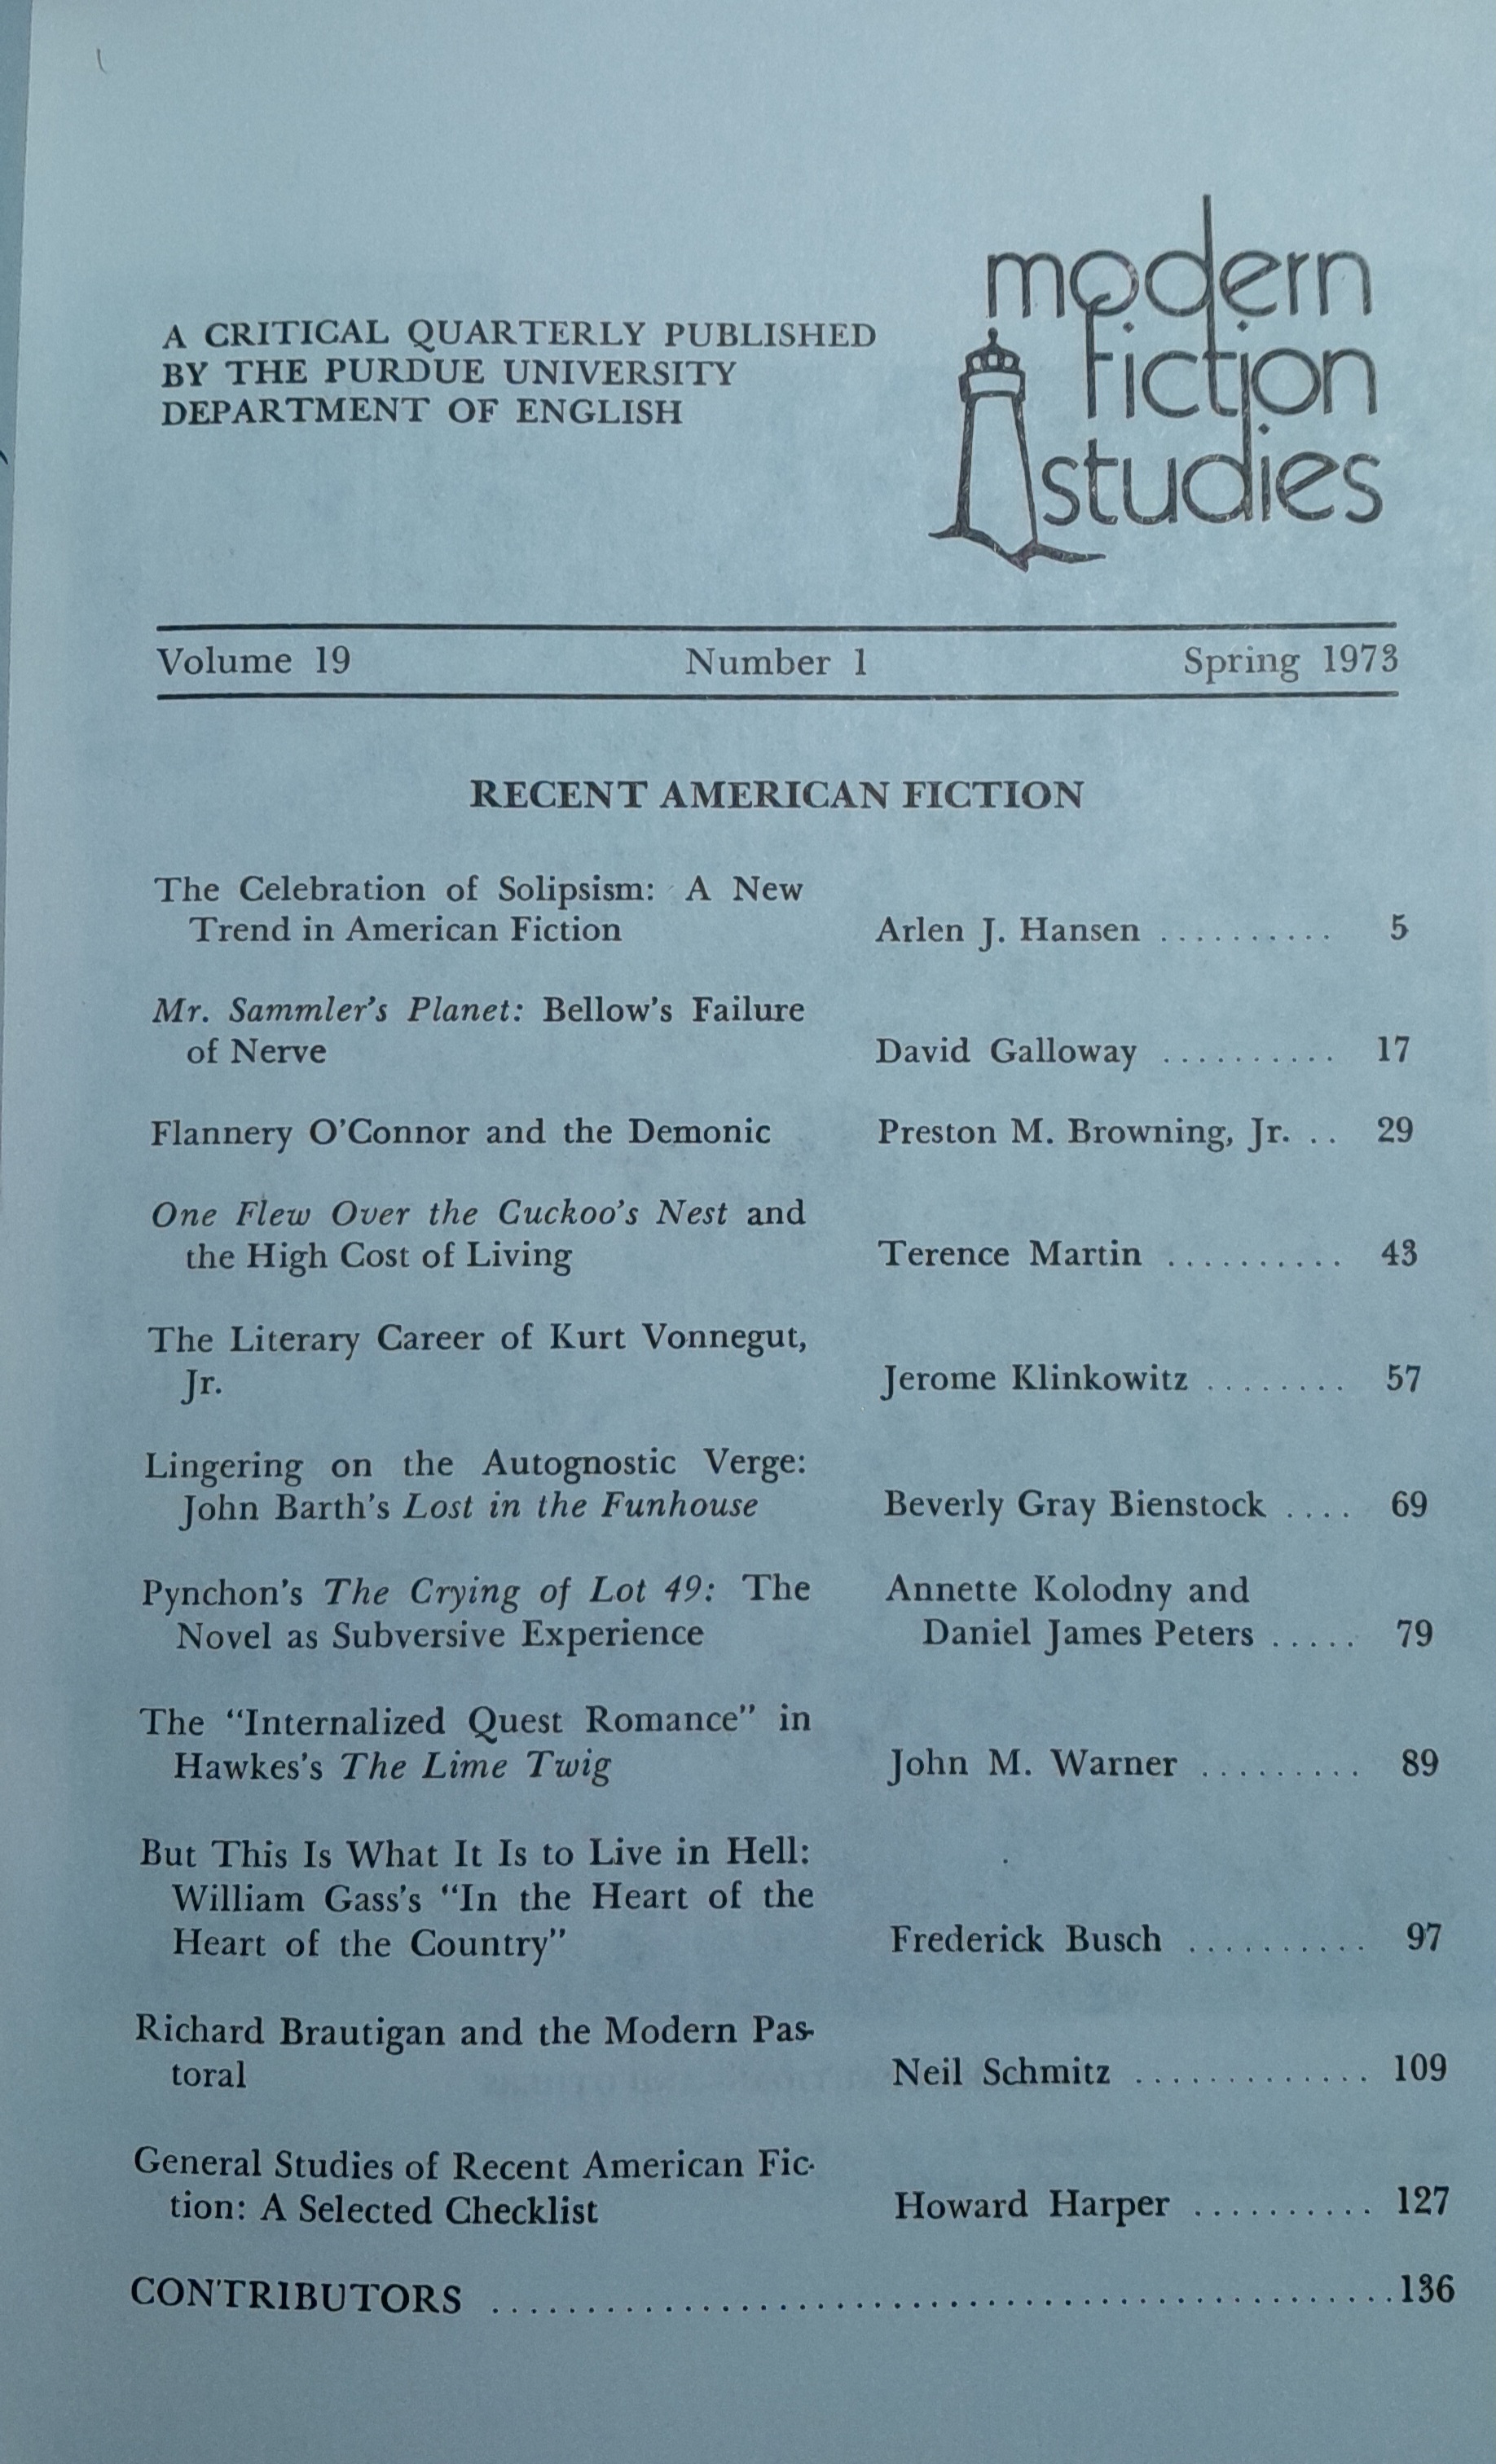 A CRITICAL QUARTERLY PUBLISHED
BY THE PURDUE UNIVERSITY
DEPARTMENT OF ENGLISH
modern
fiction
studies
Volume 19 Number 1 Spring 1973
RECENT AMERICAN FICTION
The Celebration of Solipsism: A New
Trend in American Fiction Arlen J. Hansen .......... 5
Mr. Sammler's Planet: Bellow's Failure
of Nerve David Galloway .......... 17
Flannery O'Connor and the Demonic Preston M. Browning, Jr. .. 29
One Flew Over the Cuckoo's Nest and
the High Cost of Living Terence Martin .......... 43
The Literary Career of Kurt Vonnegut,
Jr. Jerome Klinkowitz ........ 57
Lingering on the Autognostic Verge:
John Barth's Lost in the Funhouse Beverly Gray Bienstock .... 69
Pynchon's The Crying of Lot 49: The Annette Kolodny and
Novel as Subversive Experience Daniel James Peters ..... 79
The "Internalized Quest Romance" in
Hawkes's The Lime Twig John M. Warner ......... 89
But This Is What It Is to Live in Hell:
William Gass's "In the Heart of the
Heart of the Country" Frederick Busch .......... 97
Richard Brautigan and the Modern Pas-
toral Neil Schmitz ............. 109
General Studies of Recent American Fic-
tion: A Selected Checklist Howard Harper .......... 127
CONTRIBUTORS ................................................ 136